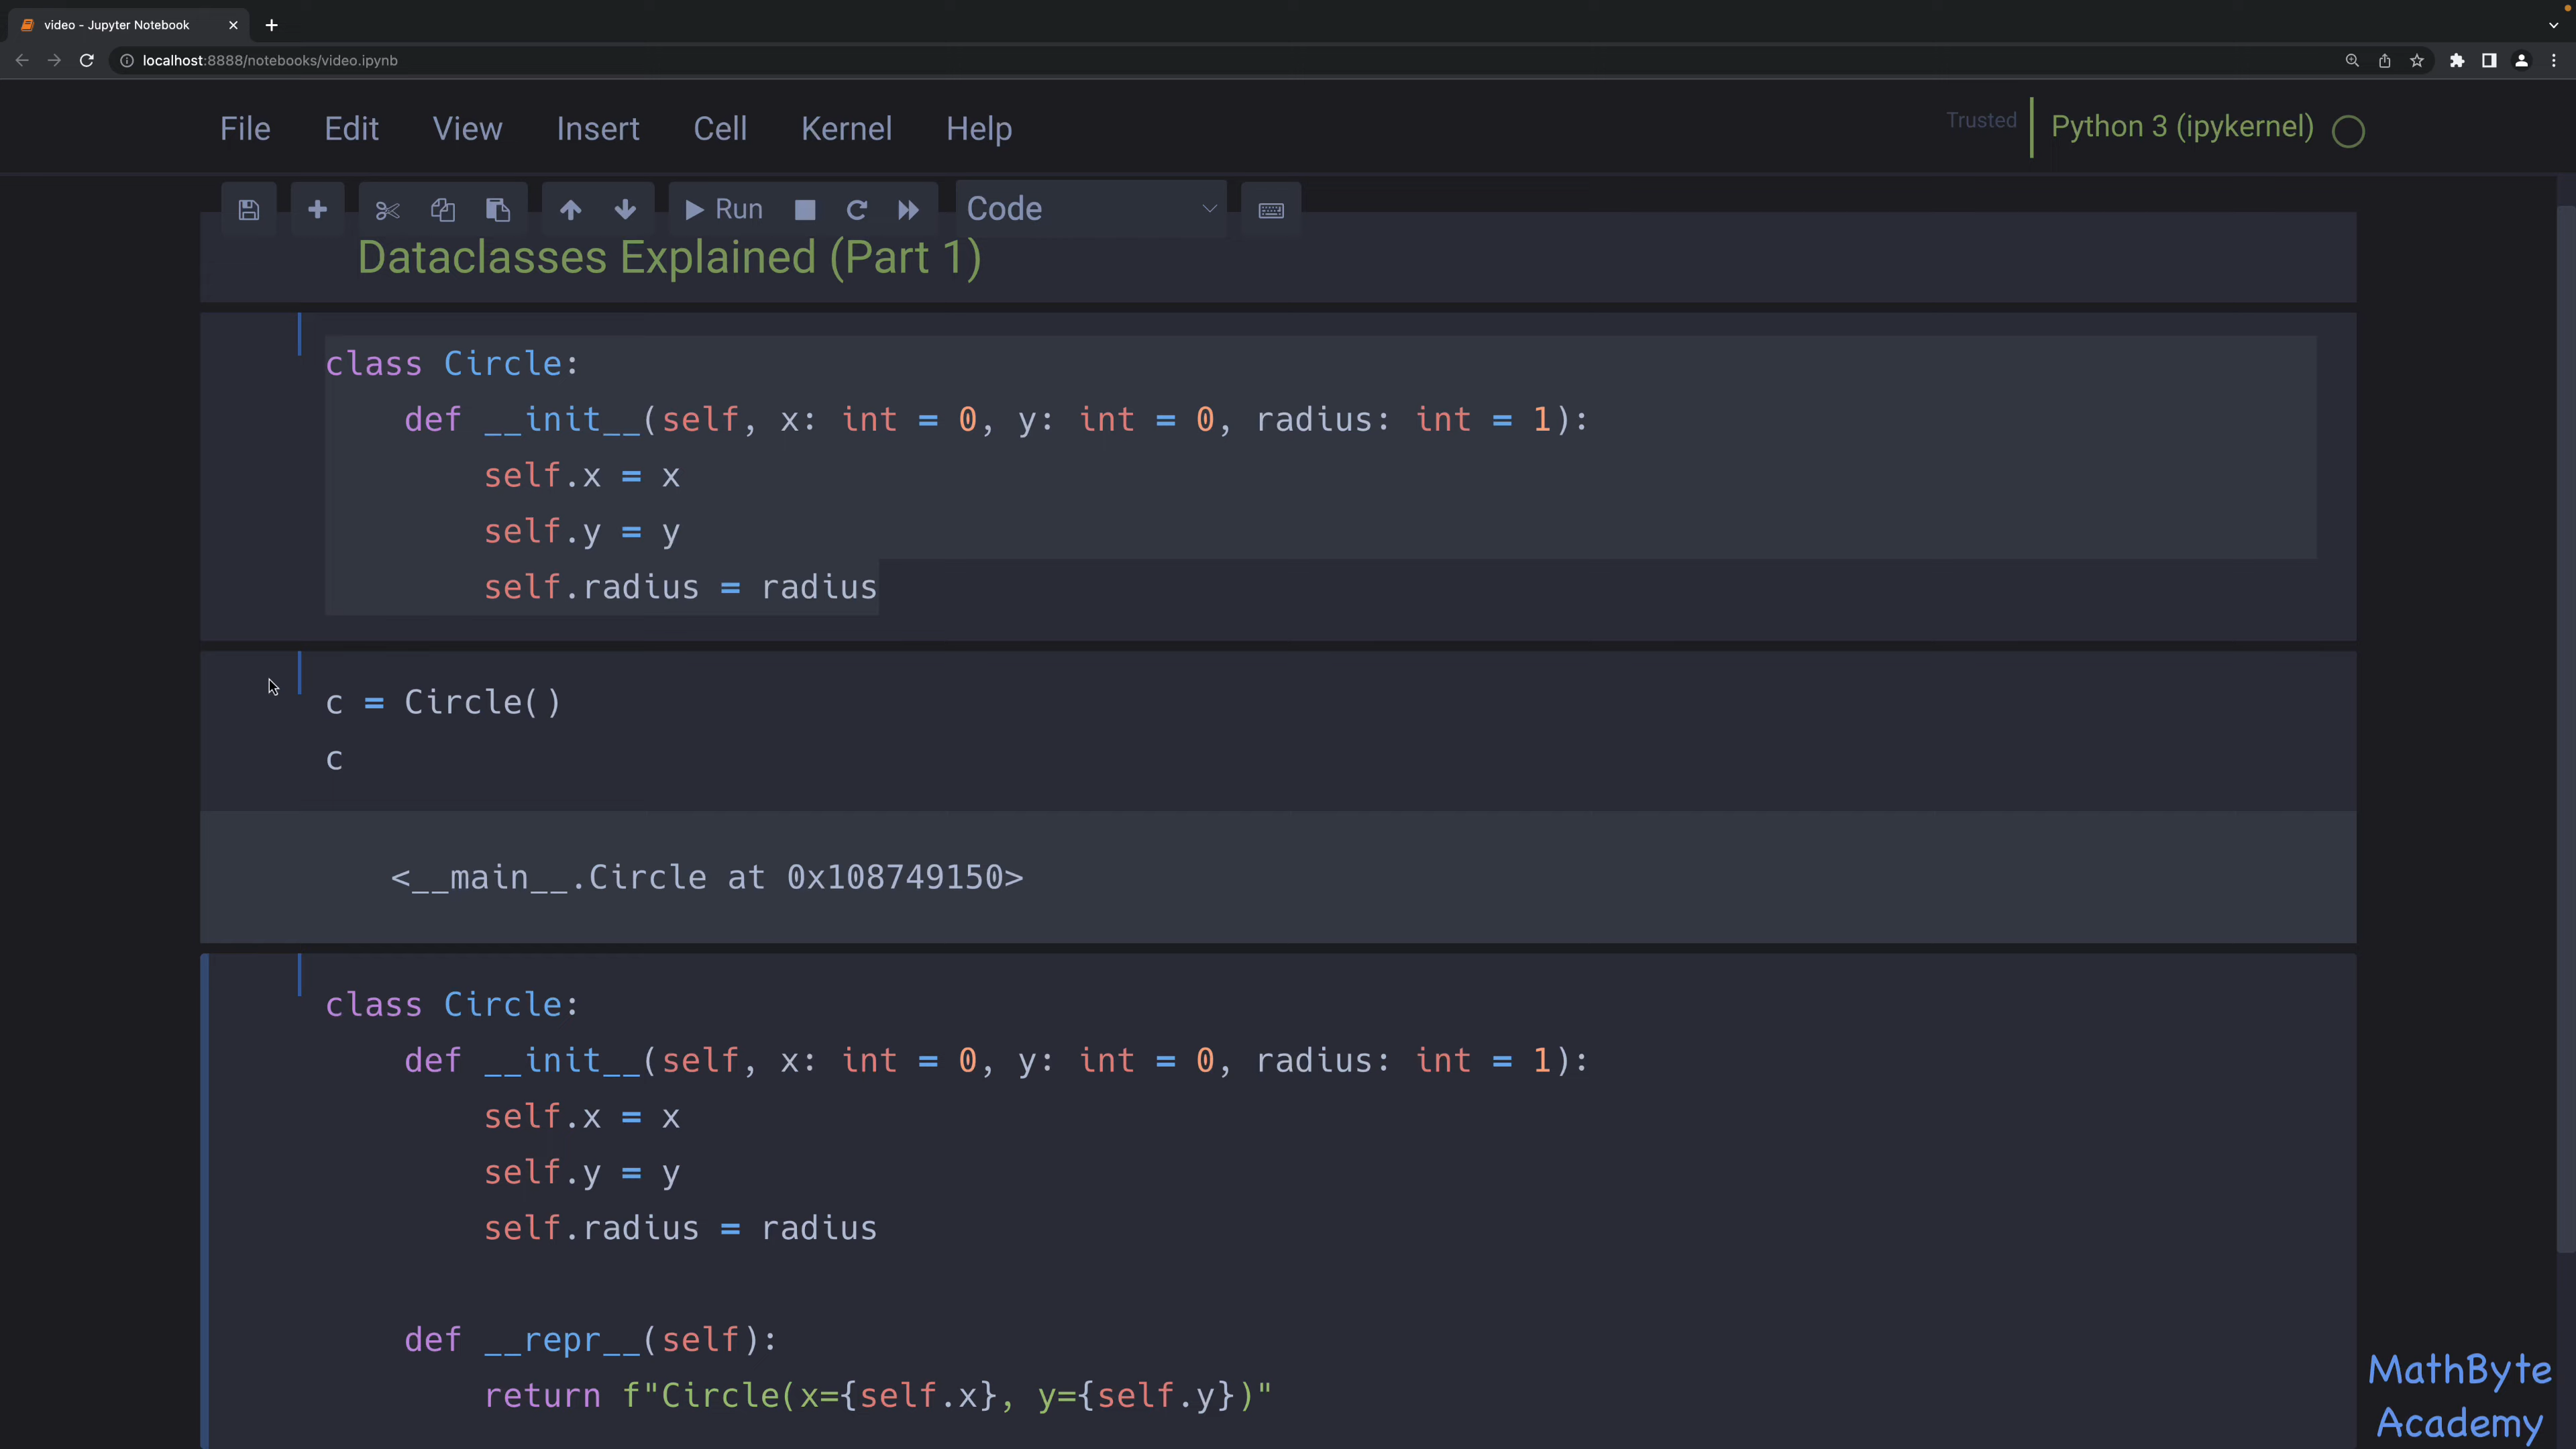 video - Jupyter Notebook
localhost:8888/notebooks/video.ipynb
File Edit View Insert Cell Kernel Help
Trusted
Python 3 (ipykernel)
Run
Code
Dataclasses Explained (Part 1)
class Circle:
    def __init__(self, x: int = 0, y: int = 0, radius: int = 1):
        self.x = x
        self.y = y
        self.radius = radius
c = Circle()
c
<__main__.Circle at 0x108749150>
class Circle:
    def __init__(self, x: int = 0, y: int = 0, radius: int = 1):
        self.x = x
        self.y = y
        self.radius = radius
    def __repr__(self):
        return f"Circle(x={self.x}, y={self.y})"
MathByte
Academy